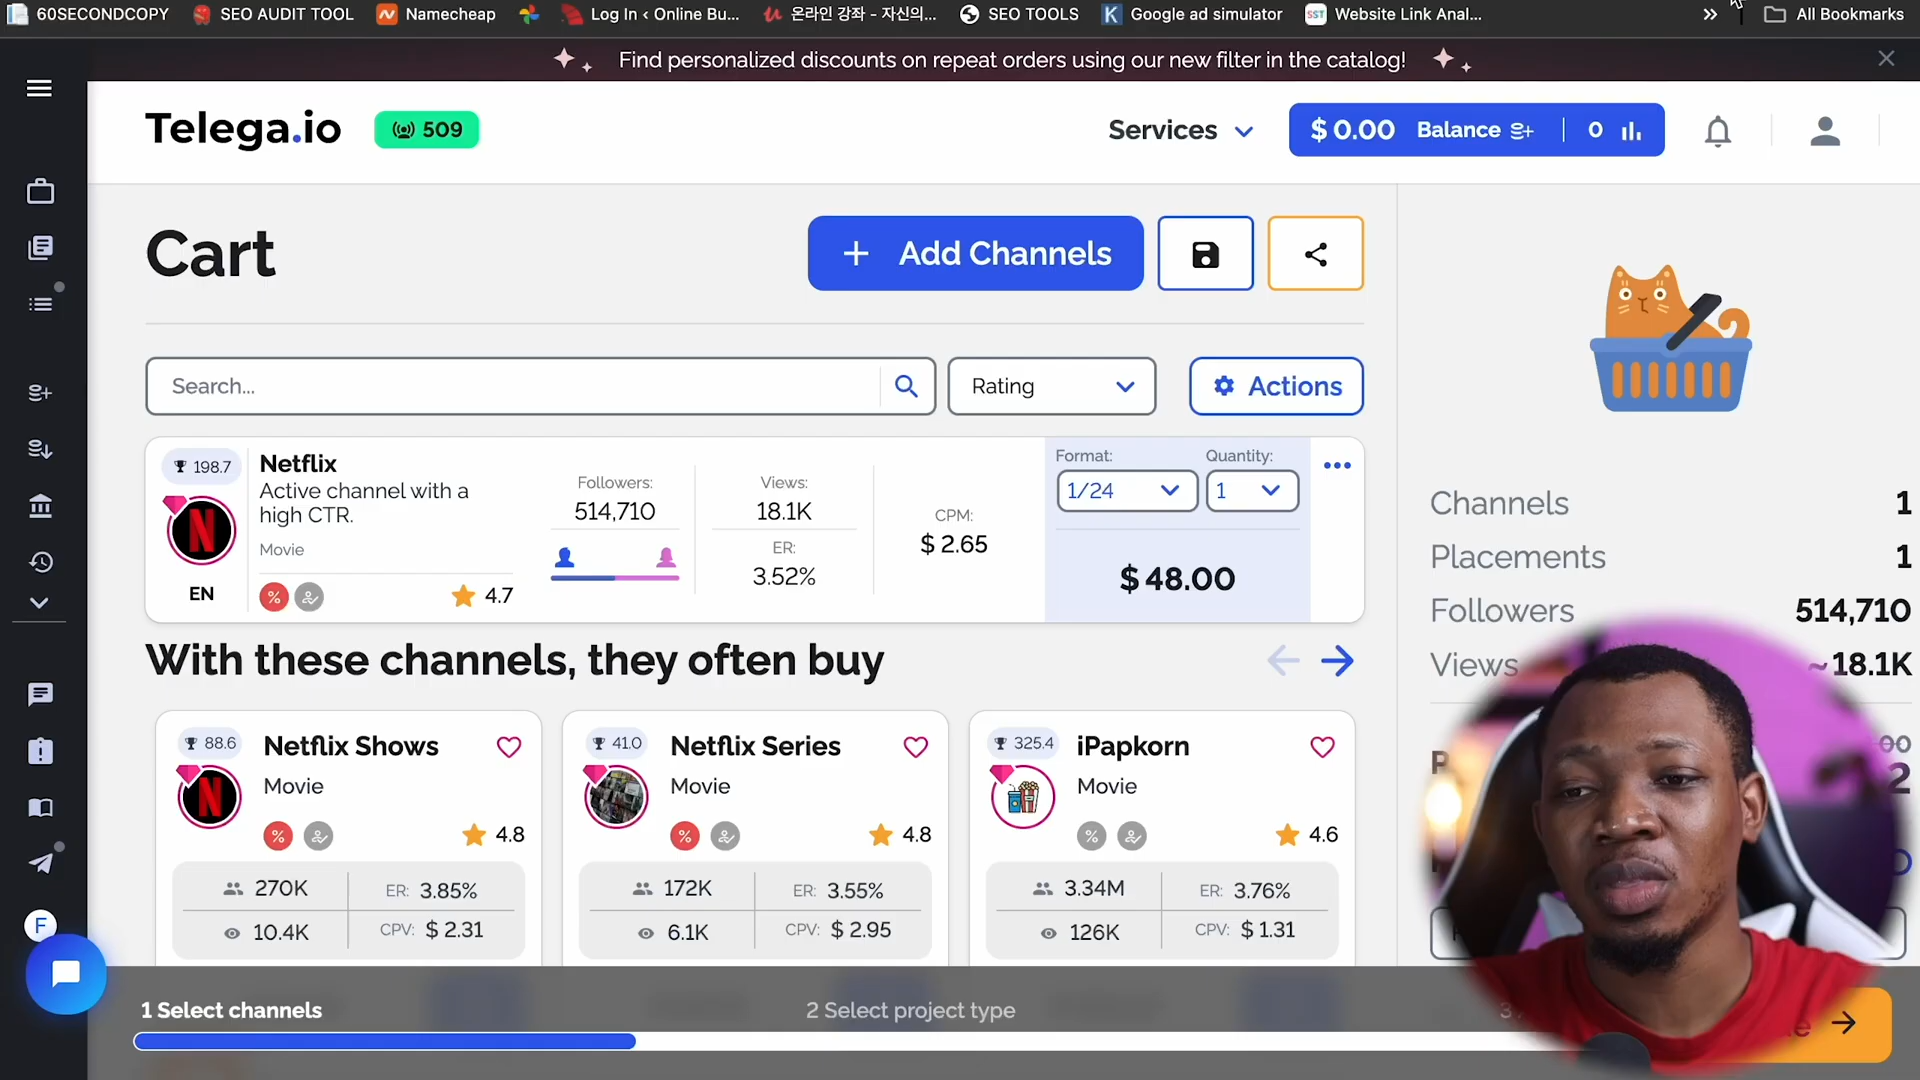 60SECONDCOPY
SEO AUDIT TOOL
Namecheap
Log In ‹ Online Bu...
온라인 강좌 - 자신의...
SEO TOOLS
Google ad simulator
Website Link Anal...
All Bookmarks
Find personalized discounts on repeat orders using our new filter in the catalog!
Telega.io
509
Services
$ 0.00 Balance
0
Cart
+ Add Channels
Search...
Rating
Actions
198.7
Netflix
Active channel with a
high CTR.
Movie
EN
4.7
Followers:
514,710
Views:
18.1K
ER:
3.52%
CPM:
$ 2.65
Format:
1/24
Quantity:
1
$ 48.00
With these channels, they often buy
88.6
Netflix Shows
Movie
4.8
270K
ER: 3.85%
10.4K
CPV: $ 2.31
41.0
Netflix Series
Movie
4.8
172K
ER: 3.55%
6.1K
CPV: $ 2.95
325.4
iPapkorn
Movie
4.6
3.34M
ER: 3.76%
126K
CPV: $ 1.31
Channels 1
Placements 1
Followers 514,710
Views ~18.1K
F
1 Select channels
2 Select project type